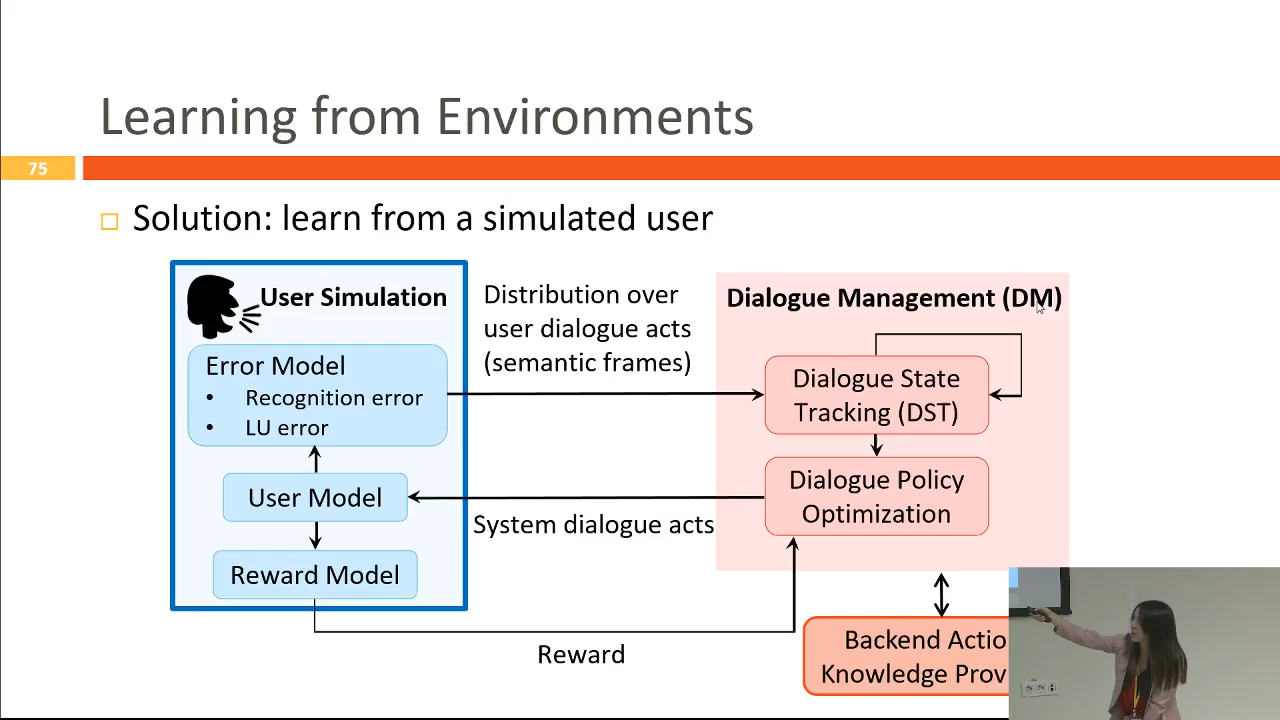 Learning from Environments
75
Solution: learn from a simulated user
User Simulation
Distribution over
user dialogue acts
(semantic frames)
Dialogue Management (DM)
Error Model
• Recognition error
• LU error
Dialogue State
Tracking (DST)
User Model
Dialogue Policy
Optimization
System dialogue acts
Reward Model
Reward
Backend Actio
Knowledge Prov